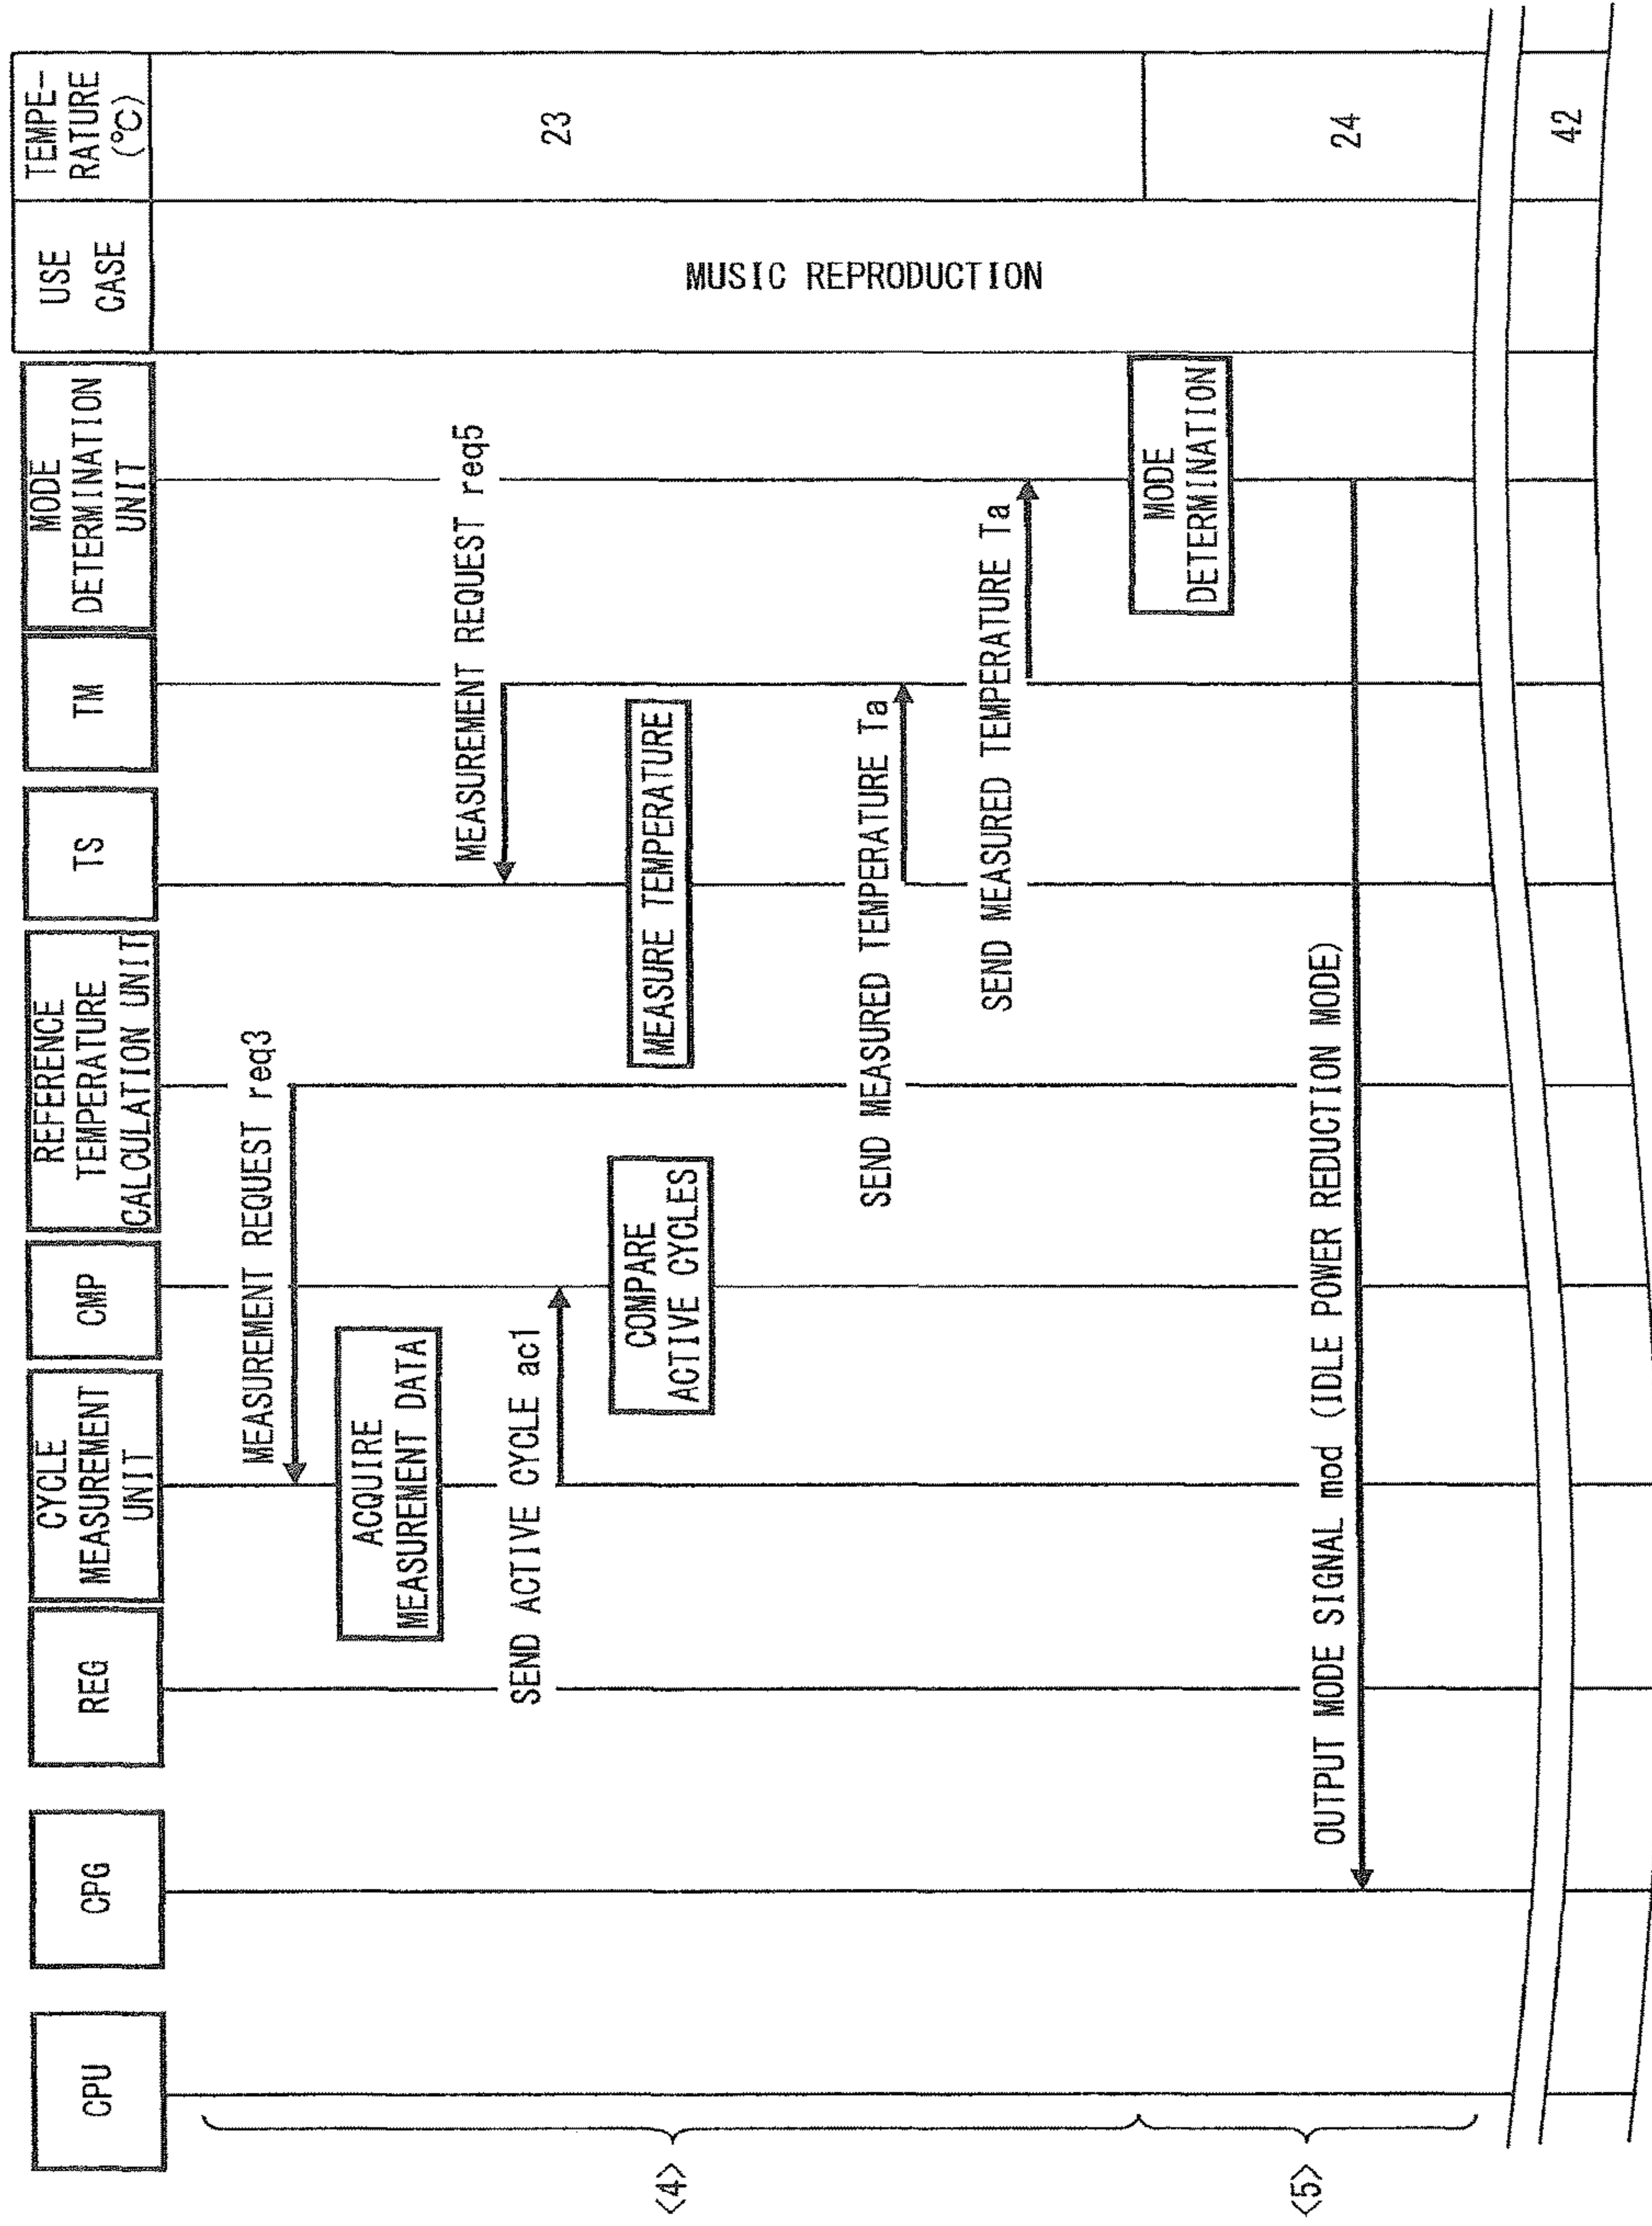 CPU
CPG
REG
CYCLE
MEASUREMENT
UNIT
CMP
REFERENCE
TEMPERATURE
CALCULATION UNIT
TS
TM
MODE
DETERMINATION
UNIT
USE
CASE
TEMPE-
RATURE
(°C)
<4>
MEASUREMENT REQUEST req3
ACQUIRE
MEASUREMENT DATA
MEASUREMENT REQUEST req5
SEND ACTIVE CYCLE ac1
COMPARE
ACTIVE CYCLES
MEASURE TEMPERATURE
SEND MEASURED TEMPERATURE Ta
SEND MEASURED TEMPERATURE Ta
MUSIC REPRODUCTION
23
<5>
MODE
DETERMINATION
OUTPUT MODE SIGNAL mod (IDLE POWER REDUCTION MODE)
24
42